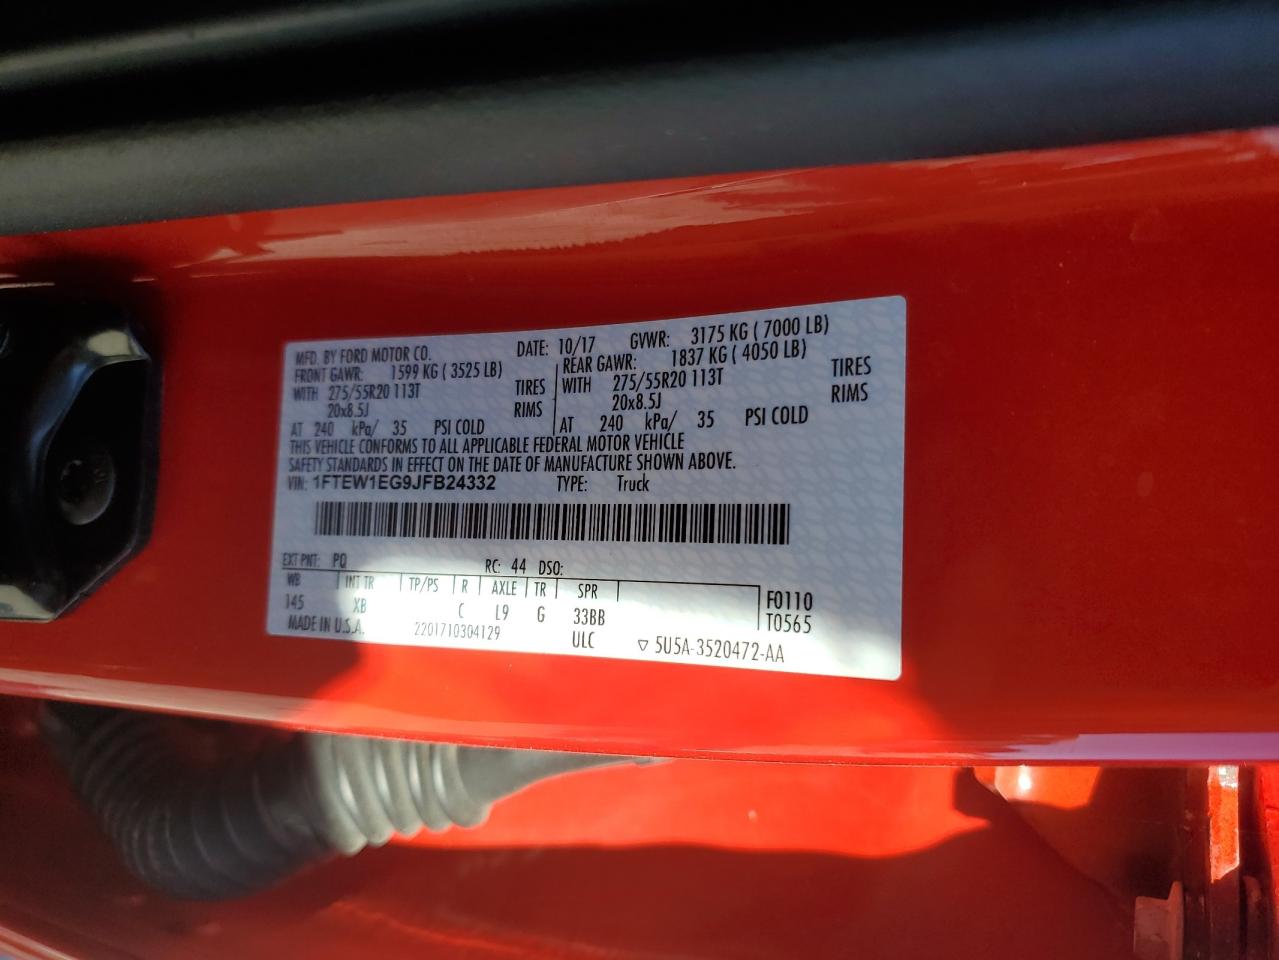 MFD. BY FORD MOTOR CO. DATE: 10/17 GVWR: 3175 KG ( 7000 LB)
FRONT GAWR: 1599 KG ( 3525 LB) REAR GAWR: 1837 KG ( 4050 LB)
WITH 275/55R20 113T TIRES WITH 275/55R20 113T TIRES
20x8.5J RIMS 20x8.5J RIMS
AT 240 kPa/ 35 PSI COLD AT 240 kPa/ 35 PSI COLD
THIS VEHICLE CONFORMS TO ALL APPLICABLE FEDERAL MOTOR VEHICLE
SAFETY STANDARDS IN EFFECT ON THE DATE OF MANUFACTURE SHOWN ABOVE.
VIN: 1FTEW1EG9JFB24332 TYPE: Truck
EXT PNT: PQ RC: 44 DSO:
WB INT TR TP/PS R AXLE TR SPR F0110
145 XB C L9 G 33BB T0565
MADE IN U.S.A. 2201710304129 ULC ▽ 5U5A-3520472-AA